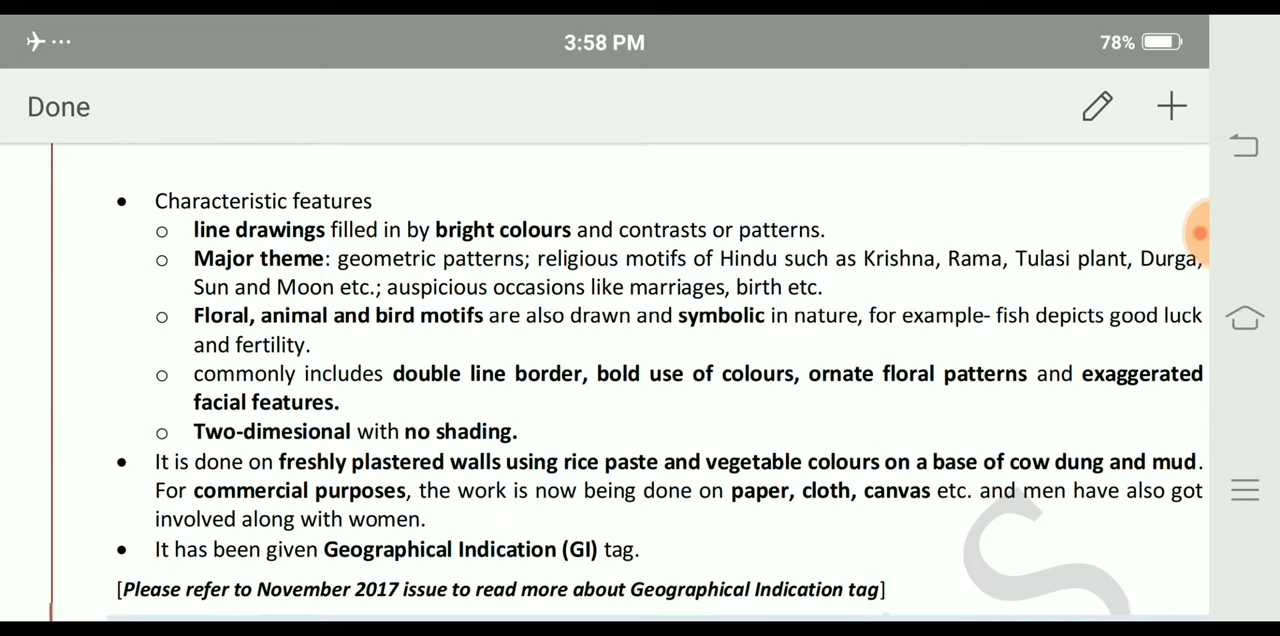 3:58 PM
78%
Done
• Characteristic features
o line drawings filled in by bright colours and contrasts or patterns.
o Major theme: geometric patterns; religious motifs of Hindu such as Krishna, Rama, Tulasi plant, Durga,
Sun and Moon etc.; auspicious occasions like marriages, birth etc.
o Floral, animal and bird motifs are also drawn and symbolic in nature, for example- fish depicts good luck
and fertility.
o commonly includes double line border, bold use of colours, ornate floral patterns and exaggerated
facial features.
o Two-dimesional with no shading.
• It is done on freshly plastered walls using rice paste and vegetable colours on a base of cow dung and mud.
For commercial purposes, the work is now being done on paper, cloth, canvas etc. and men have also got
involved along with women.
• It has been given Geographical Indication (GI) tag.
[Please refer to November 2017 issue to read more about Geographical Indication tag]